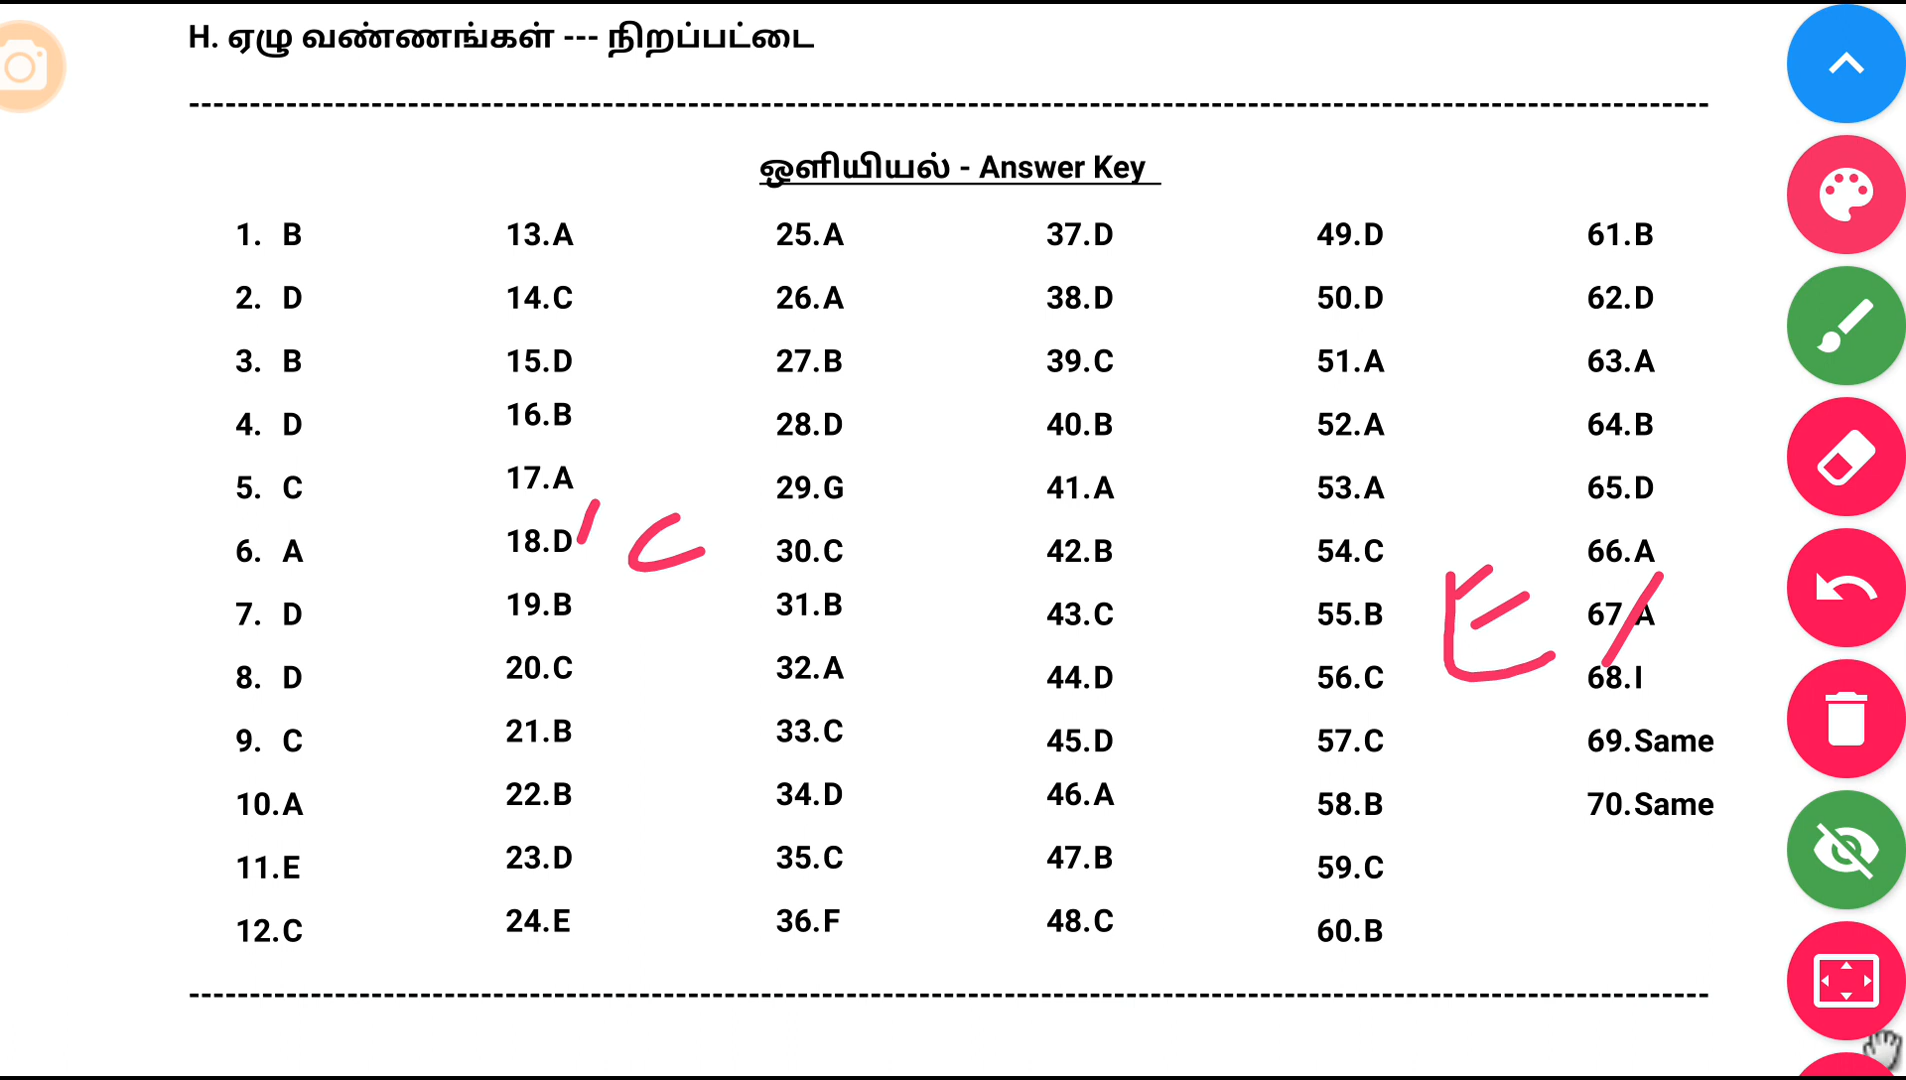 H. ஏழு வண்ணங்கள் --- நிறப்பட்டை
ஒளியியல் - Answer Key
1. B
2. D
3. B
4. D
5. C
6. A
7. D
8. D
9. C
10.A
11.E
12.C
13.A
14.C
15.D
16.B
17.A
18.D ' C
19.B
20.C
21.B
22.B
23.D
24.E
25.A
26.A
27.B
28.D
29.G
30.C
31.B
32.A
33.C
34.D
35.C
36.F
37.D
38.D
39.C
40.B
41.A
42.B
43.C
44.D
45.D
46.A
47.B
48.C
49.D
50.D
51.A
52.A
53.A
54.C
55.B
56.C
57.C
58.B
59.C
60.B
61.B
62.D
63.A
64.B
65.D
66.A
E
67.A
68.I
69.Same
70.Same